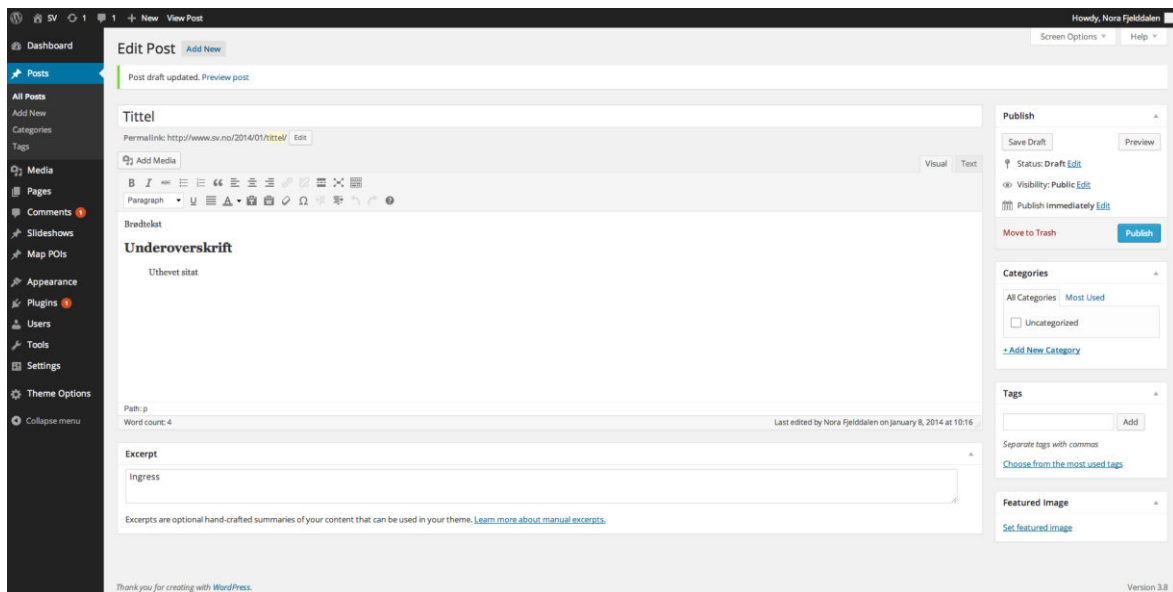 SV 1 1 + New View Post Howdy, Nora Fjelddalen
Screen Options Help
Dashboard
Posts
All Posts
Add New
Categories
Tags
Media
Pages
Comments 1
Slideshows
Map POIs
Appearance
Plugins 1
Users
Tools
Settings
Theme Options
Collapse menu
Edit Post Add New
Post draft updated. Preview post
Tittel
Permalink: http://www.sv.no/2014/01/tittel/ Edit
Add Media
Visual Text
B I ABC
Paragraph U A Ω
Brødtekst
Underoverskrift
Uthevet sitat
Path: p
Word count: 4 Last edited by Nora Fjelddalen on January 8, 2014 at 10:16
Excerpt
Ingress
Excerpts are optional hand-crafted summaries of your content that can be used in your theme. Learn more about manual excerpts.
Publish
Save Draft Preview
Status: Draft Edit
Visibility: Public Edit
Publish immediately Edit
Move to Trash Publish
Categories
All Categories Most Used
Uncategorized
+ Add New Category
Tags
Add
Separate tags with commas
Choose from the most used tags
Featured Image
Set featured image
Thank you for creating with WordPress. Version 3.8